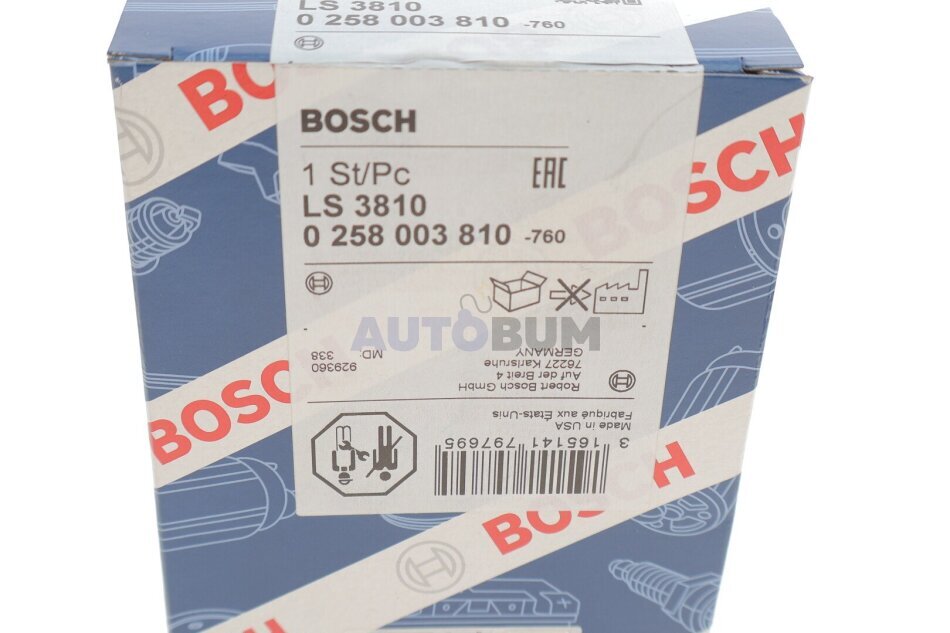 LS 3810
0 258 003 810 -760
BOSCH
BOSCH
BOSCH
1 St/Pc
EAC
LS 3810
0 258 003 810 -760
AUTOBUM
929360
MD: 338
Robert Bosch GmbH
Auf der Breit 4
76227 Karlsruhe
GERMANY
BOSCH
Made in USA
Fabriqué aux États-Unis
3 165141 797695
BOSCH
BOSCH